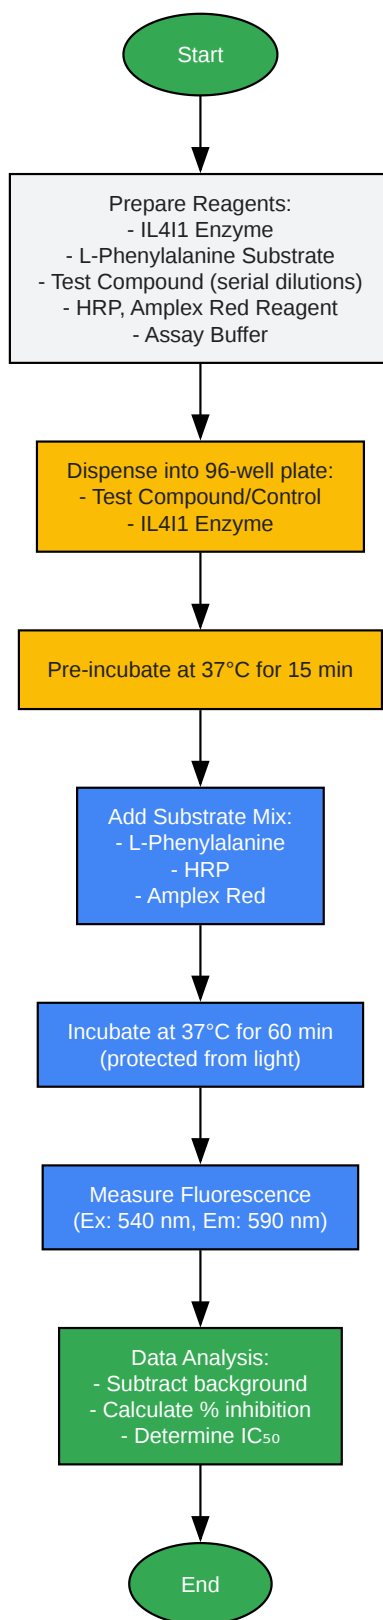 Start
Prepare Reagents:
- IL4I1 Enzyme
- L-Phenylalanine Substrate
- Test Compound (serial dilutions)
- HRP, Amplex Red Reagent
- Assay Buffer
Dispense into 96-well plate:
- Test Compound/Control
- IL4I1 Enzyme
Pre-incubate at 37°C for 15 min
Add Substrate Mix:
- L-Phenylalanine
- HRP
- Amplex Red
Incubate at 37°C for 60 min
(protected from light)
Measure Fluorescence
(Ex: 540 nm, Em: 590 nm)
Data Analysis:
- Subtract background
- Calculate % inhibition
- Determine IC₅₀
End